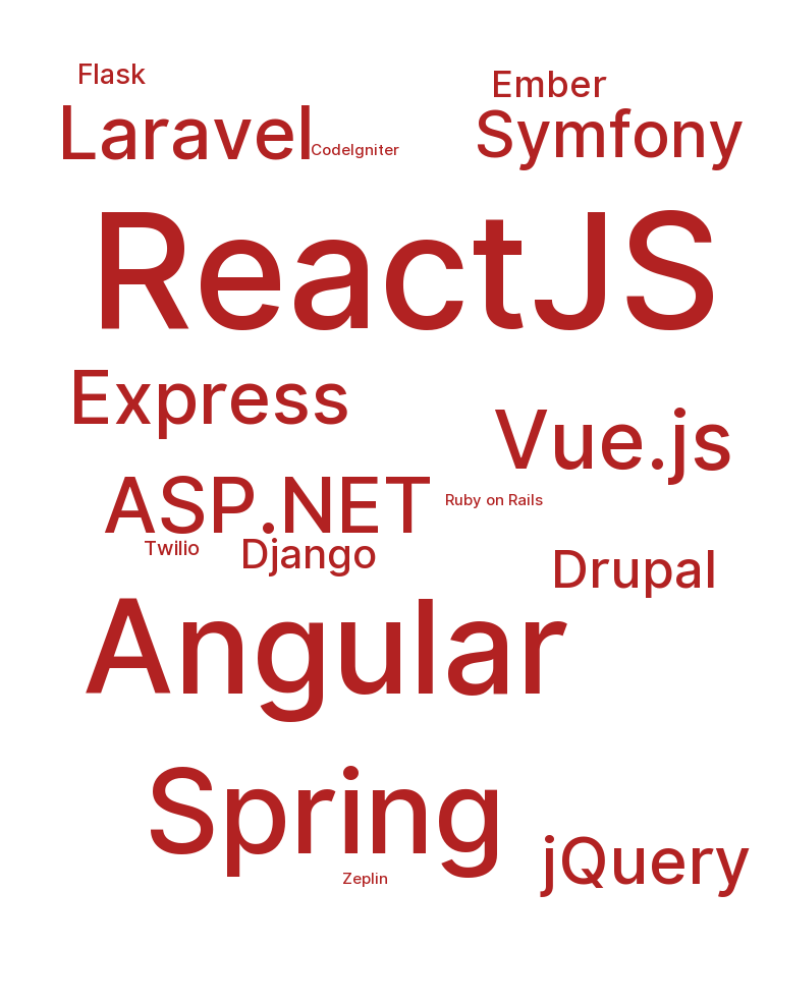 Flask
Ember
Laravel
CodeIgniter
Symfony
ReactJS
Express
Vue.js
ASP.NET
Ruby on Rails
Twilio
Django
Drupal
Angular
Spring
jQuery
Zeplin